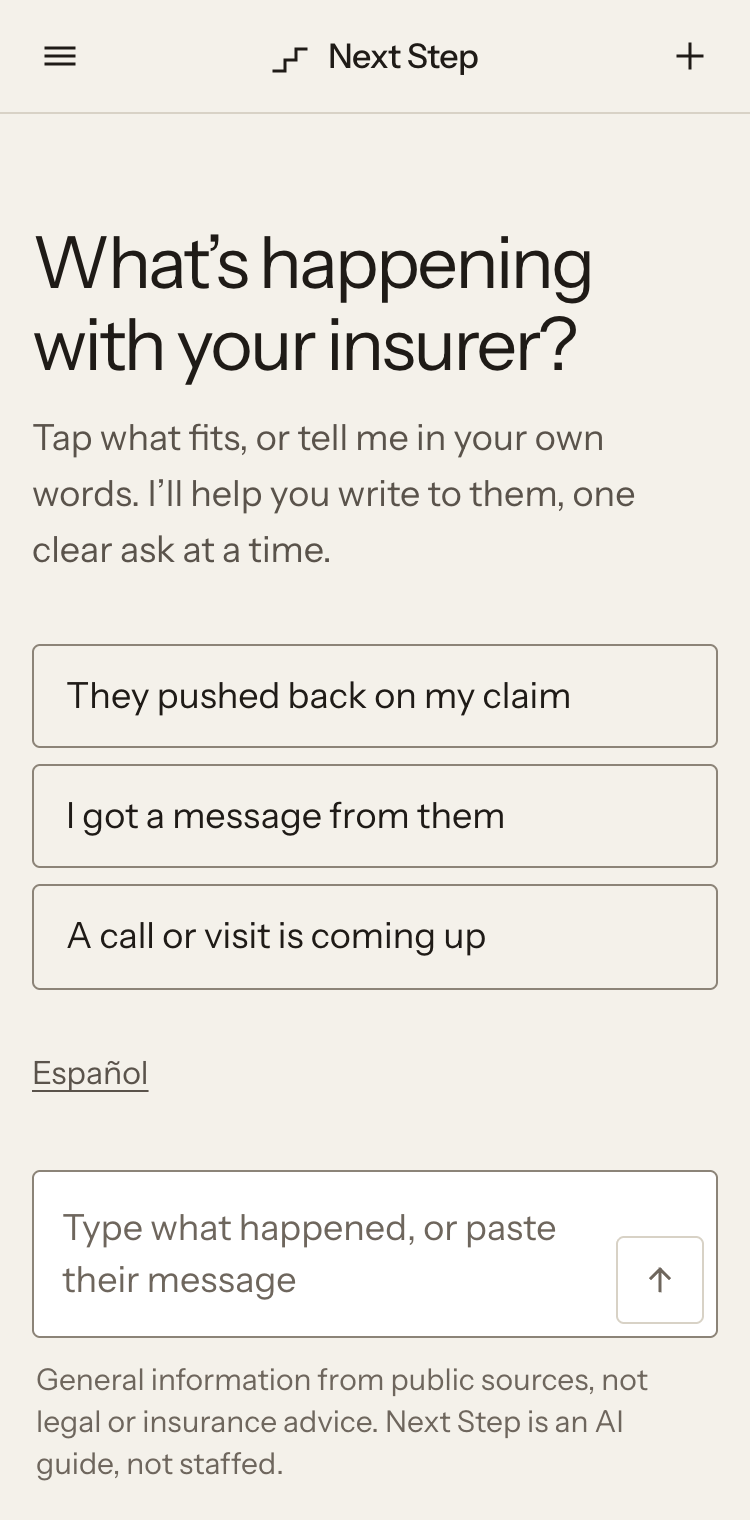 Next Step
What’s happening
with your insurer?
Tap what fits, or tell me in your own
words. I’ll help you write to them, one
clear ask at a time.
They pushed back on my claim
I got a message from them
A call or visit is coming up
Español
Type what happened, or paste
their message
General information from public sources, not
legal or insurance advice. Next Step is an AI
guide, not staffed.